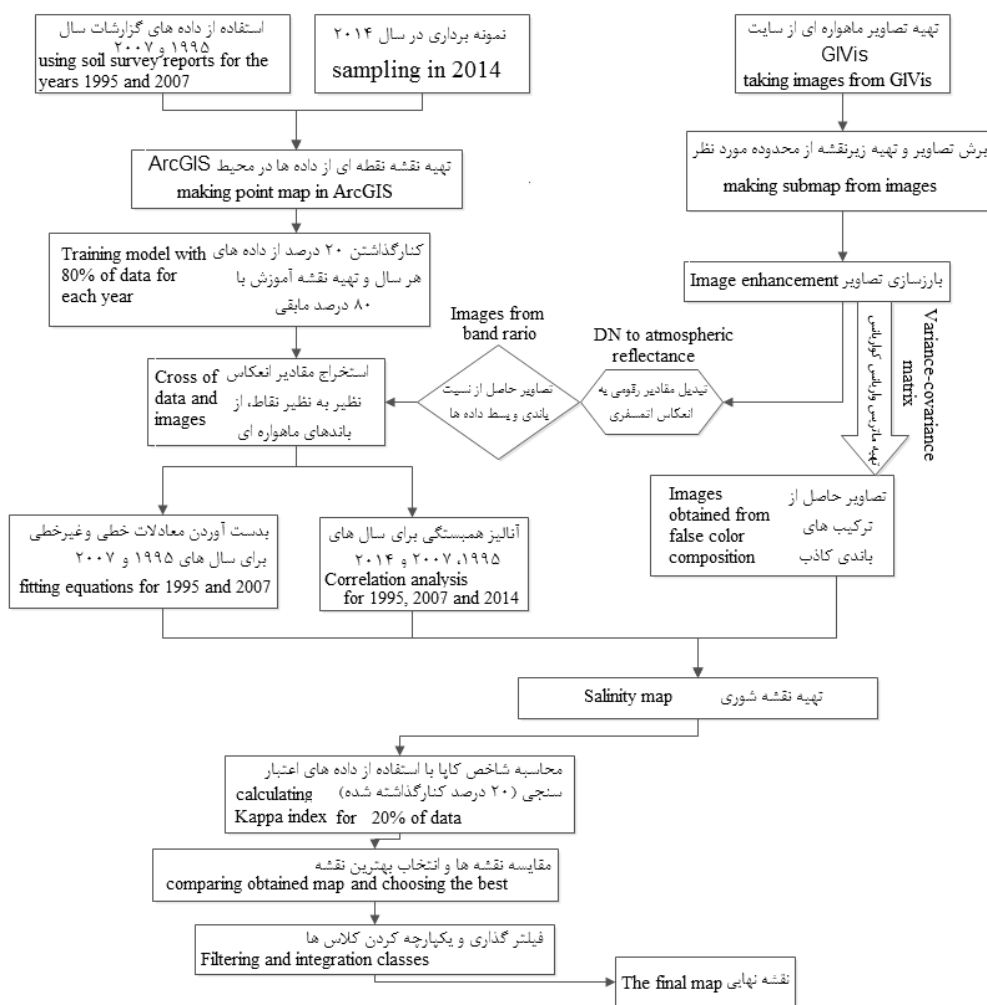 استفاده از داده های گزارشات سال
۱۹۹۵ و ۲۰۰۷
using soil survey reports for the
years 1995 and 2007
نمونه برداری در سال ۲۰۱۴
sampling in 2014
تهیه تصاویر ماهواره ای از سایت
GlVis
taking images from GlVis
تهیه نقشه نقطه ای از داده ها در محیط ArcGIS
making point map in ArcGIS
برش تصاویر و تهیه زیرنقشه از محدوده مورد نظر
making submap from images
Training model with
80% of data for
each year
کنارگذاشتن ۲۰ درصد از داده های
هر سال و تهیه نقشه آموزش با
۸۰ درصد مابقی
Image enhancement بارزسازی تصاویر
Images from
band rario
DN to atmospheric
reflectance
Variance-covariance
matrix
تهیه ماتریس واریانس کواریانس
Cross of
data and
images
استخراج مقادیر انعکاس
نظیر به نظیر نقاط، از
باندهای ماهواره ای
تصاویر حاصل از نسیت
باندی وبسط داده ها
تبدیل مقادیر رقومی به
انعکاس اتمسفری
Images
obtained from
false color
composition
تصاویر حاصل از
ترکیب های
باندی کاذب
بدست آوردن معادلات خطی وغیرخطی
برای سال های ۱۹۹۵ و ۲۰۰۷
fitting equations for 1995 and 2007
آنالیز همبستگی برای سال های
۱۹۹۵، ۲۰۰۷ و ۲۰۱۴
Correlation analysis
for 1995, 2007 and 2014
Salinity map تهیه نقشه شوری
محاسبه شاخص کاپا با استفاده از داده های اعتبار
سنجی (۲۰ درصد کنارگذاشته شده)
calculating
Kappa index for 20% of data
مقایسه نقشه ها و انتخاب بهترین نقشه
comparing obtained map and choosing the best
فیلتر گذاری و یکپارچه کردن کلاس ها
Filtering and integration classes
The final map نقشه نهایی